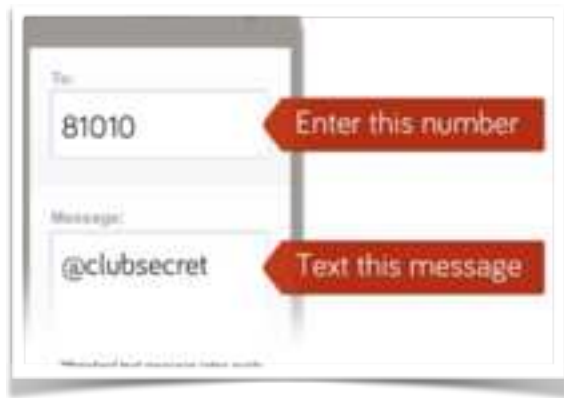 To:
81010
Enter this number
Message:
@clubsecret
Text this message